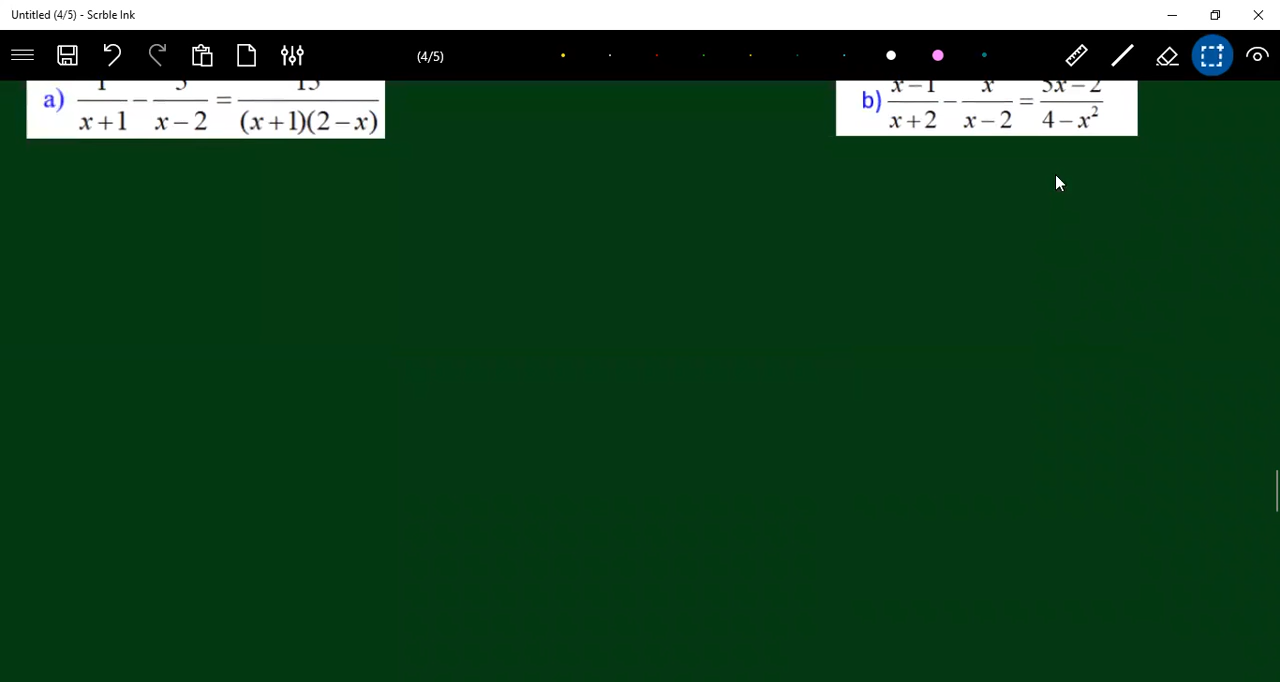 Untitled (4/5) - Scrble Ink
(4/5)
a) 1/(x+1) − 5/(x−2) = 15/((x+1)(2−x))
b) (x−1)/(x+2) − x/(x−2) = (5x−2)/(4−x²)